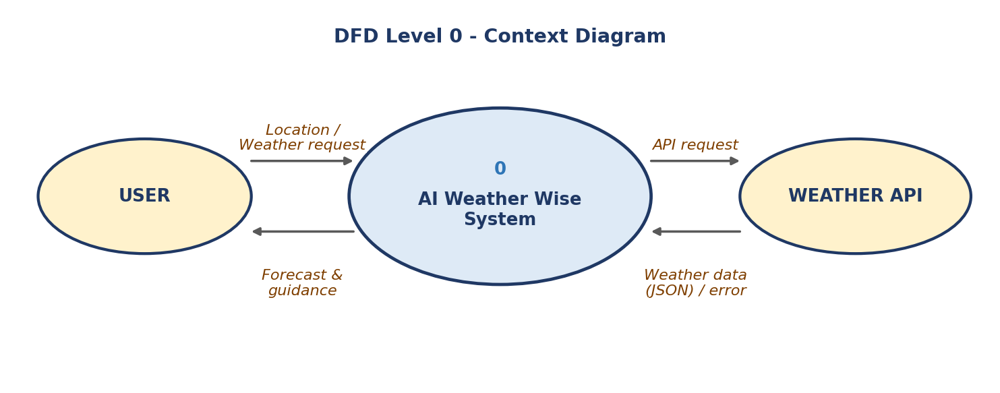 DFD Level 0 - Context Diagram
Location /
Weather request
API request
0
USER
AI Weather Wise
System
WEATHER API
Forecast &
guidance
Weather data
(JSON) / error